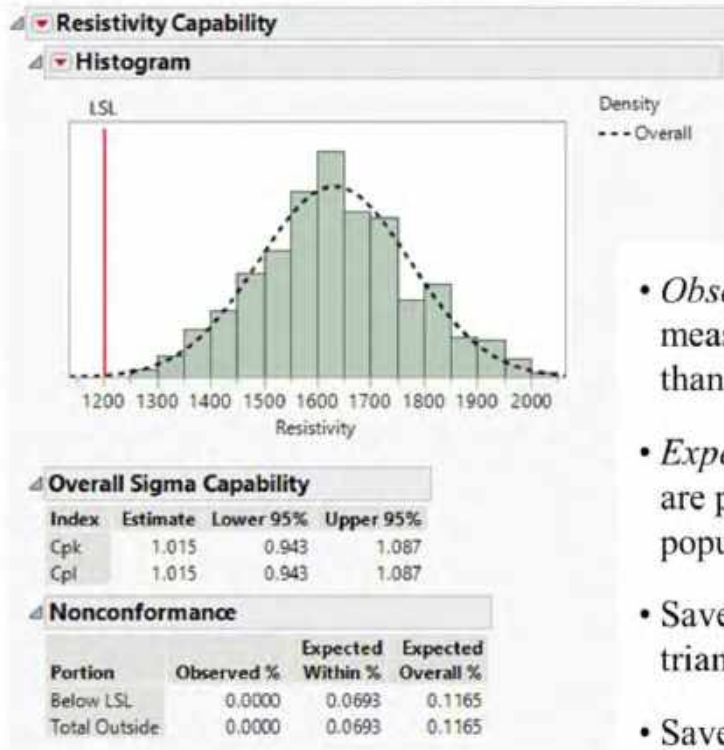 Resistivity Capability
Histogram
LSL
Density
Overall
1200 1300 1400 1500 1600 1700 1800 1900 2000
Resistivity
Overall Sigma Capability
Index Estimate Lower 95% Upper 95%
Cpk 1.015 0.943 1.087
Cpl 1.015 0.943 1.087
Nonconformance
Expected Expected
Portion Observed % Within % Overall %
Below LSL 0.0000 0.0693 0.1165
Total Outside 0.0000 0.0693 0.1165
• Obse
meas
than
• Expe
are p
popu
• Save
trian
• Save